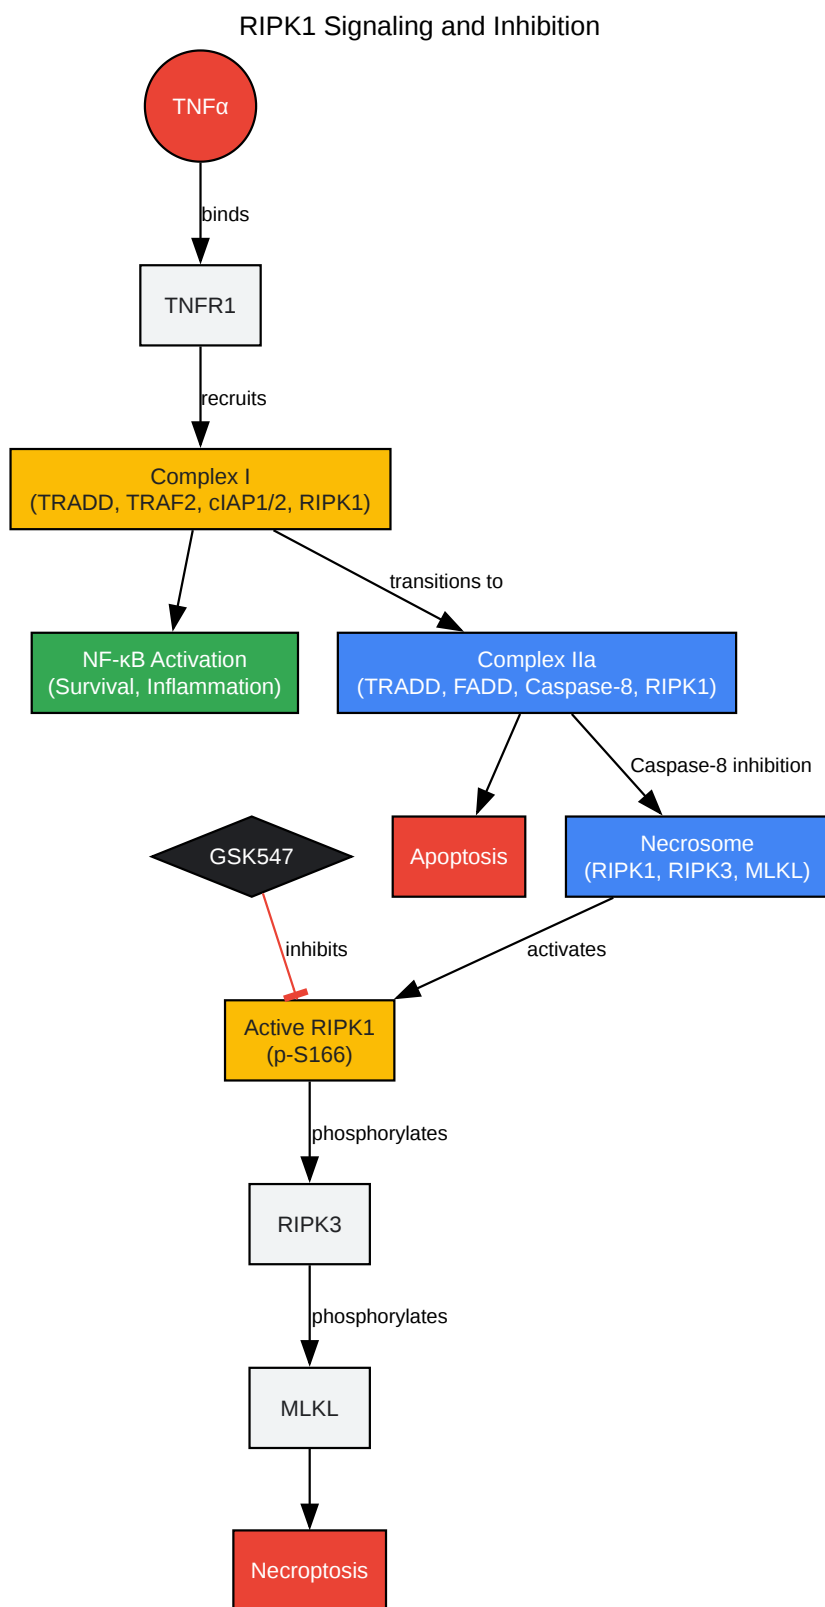 RIPK1 Signaling and Inhibition
TNFα
binds
TNFR1
recruits
Complex I
(TRADD, TRAF2, cIAP1/2, RIPK1)
transitions to
NF-κB Activation
(Survival, Inflammation)
Complex IIa
(TRADD, FADD, Caspase-8, RIPK1)
Caspase-8 inhibition
GSK547
Apoptosis
Necrosome
(RIPK1, RIPK3, MLKL)
inhibits
activates
Active RIPK1
(p-S166)
phosphorylates
RIPK3
phosphorylates
MLKL
Necroptosis